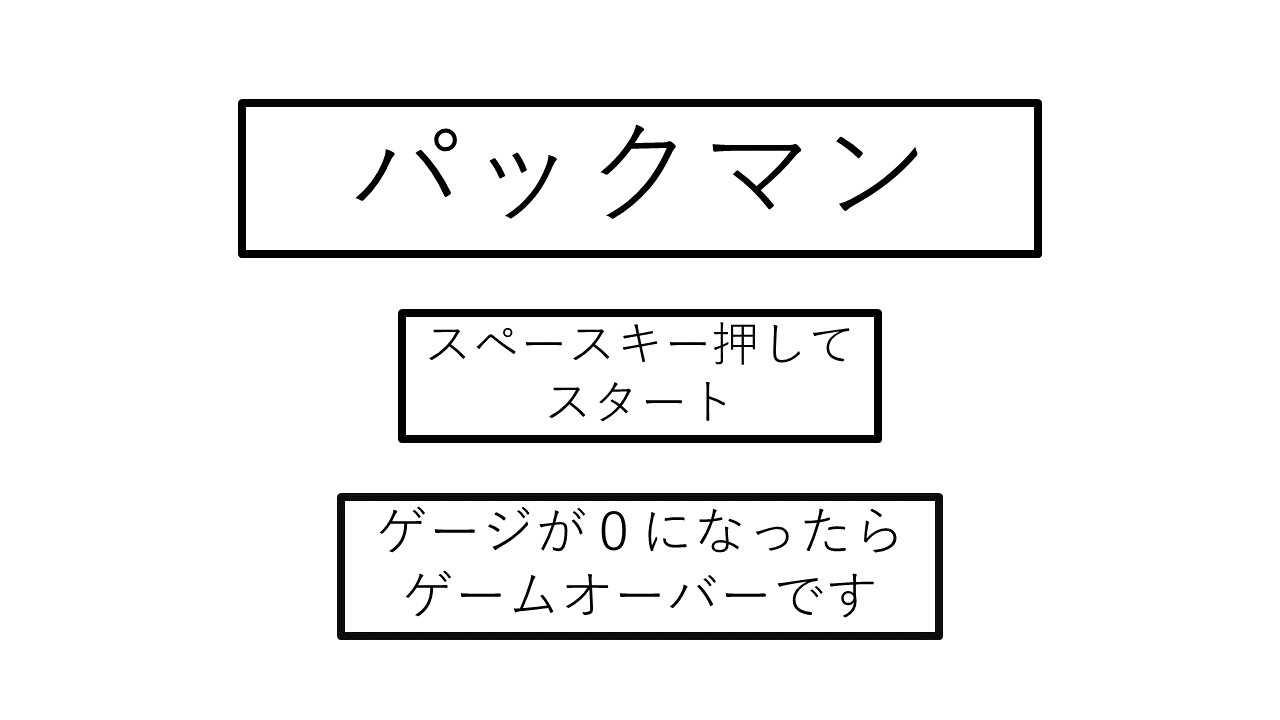 パックマン
スペースキー押して
スタート
ゲージが０になったら
ゲームオーバーです